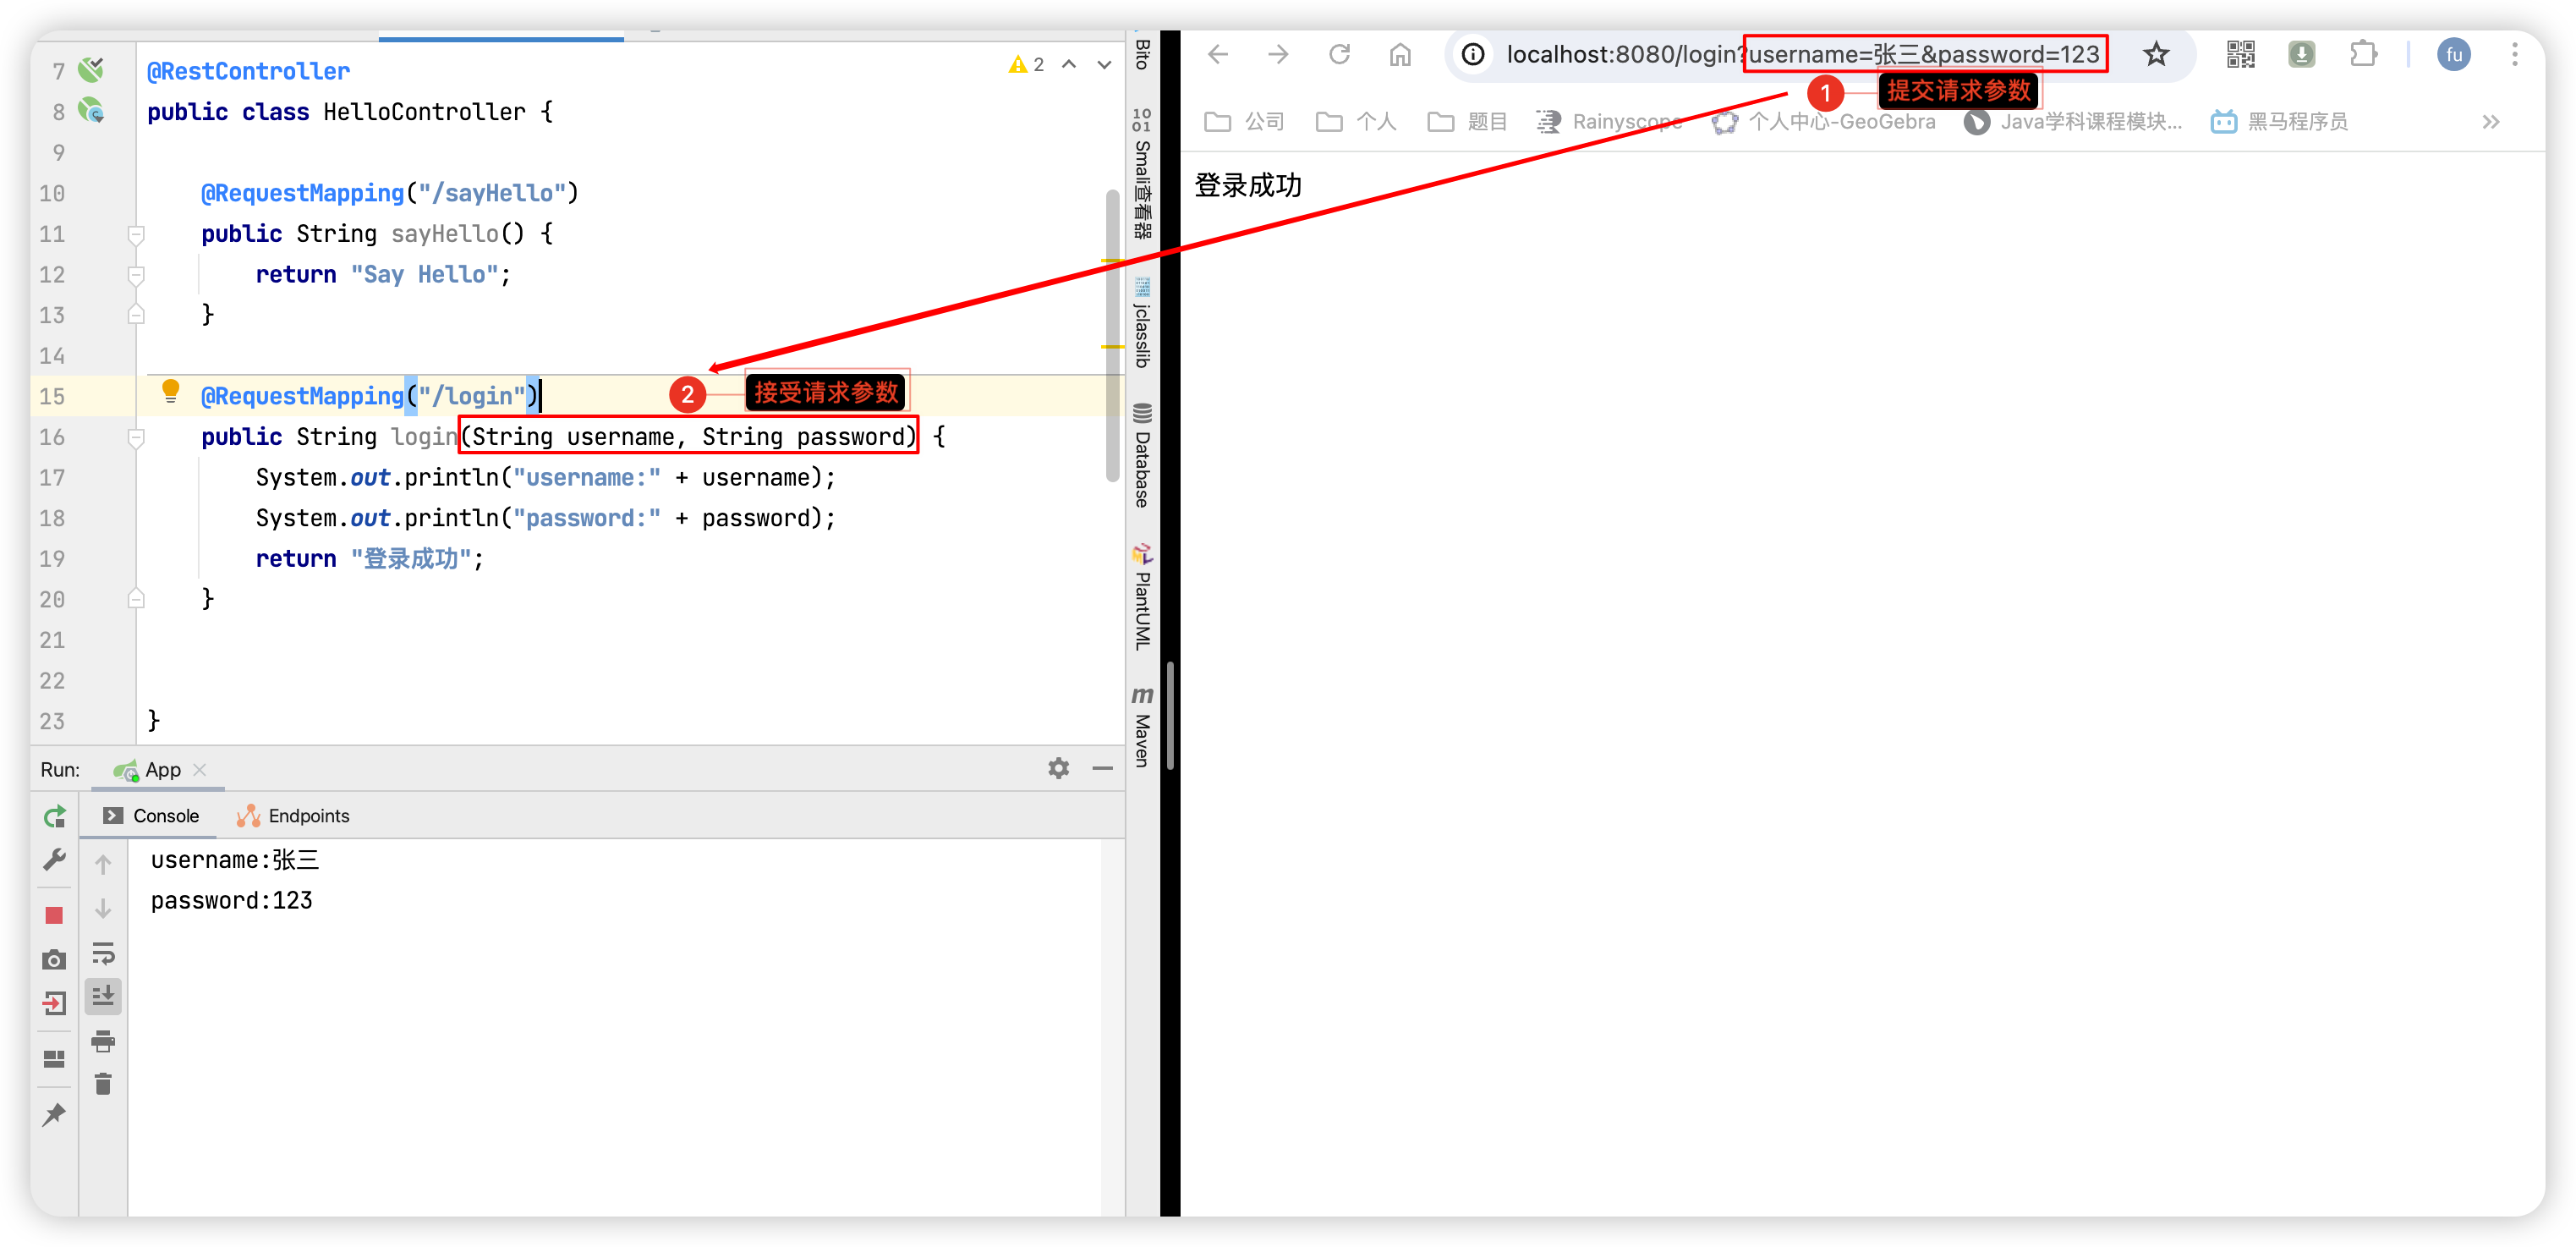 7 @RestController
8 public class HelloController {
9
10 @RequestMapping("/sayHello")
11 public String sayHello() {
12 return "Say Hello";
13 }
14
15 @RequestMapping("/login")
16 public String login(String username, String password) {
17 System.out.println("username:" + username);
18 System.out.println("password:" + password);
19 return "登录成功";
20 }
21
22
23 }
2
2 接受请求参数
Run: App
Console Endpoints
username:张三
password:123
Bito
Smali查看器
jclasslib
Database
PlantUML
m Maven
localhost:8080/login?username=张三&password=123
fu
1 提交请求参数
公司 个人 题目 Rainyscope 个人中心-GeoGebra Java学科课程模块... 黑马程序员
登录成功